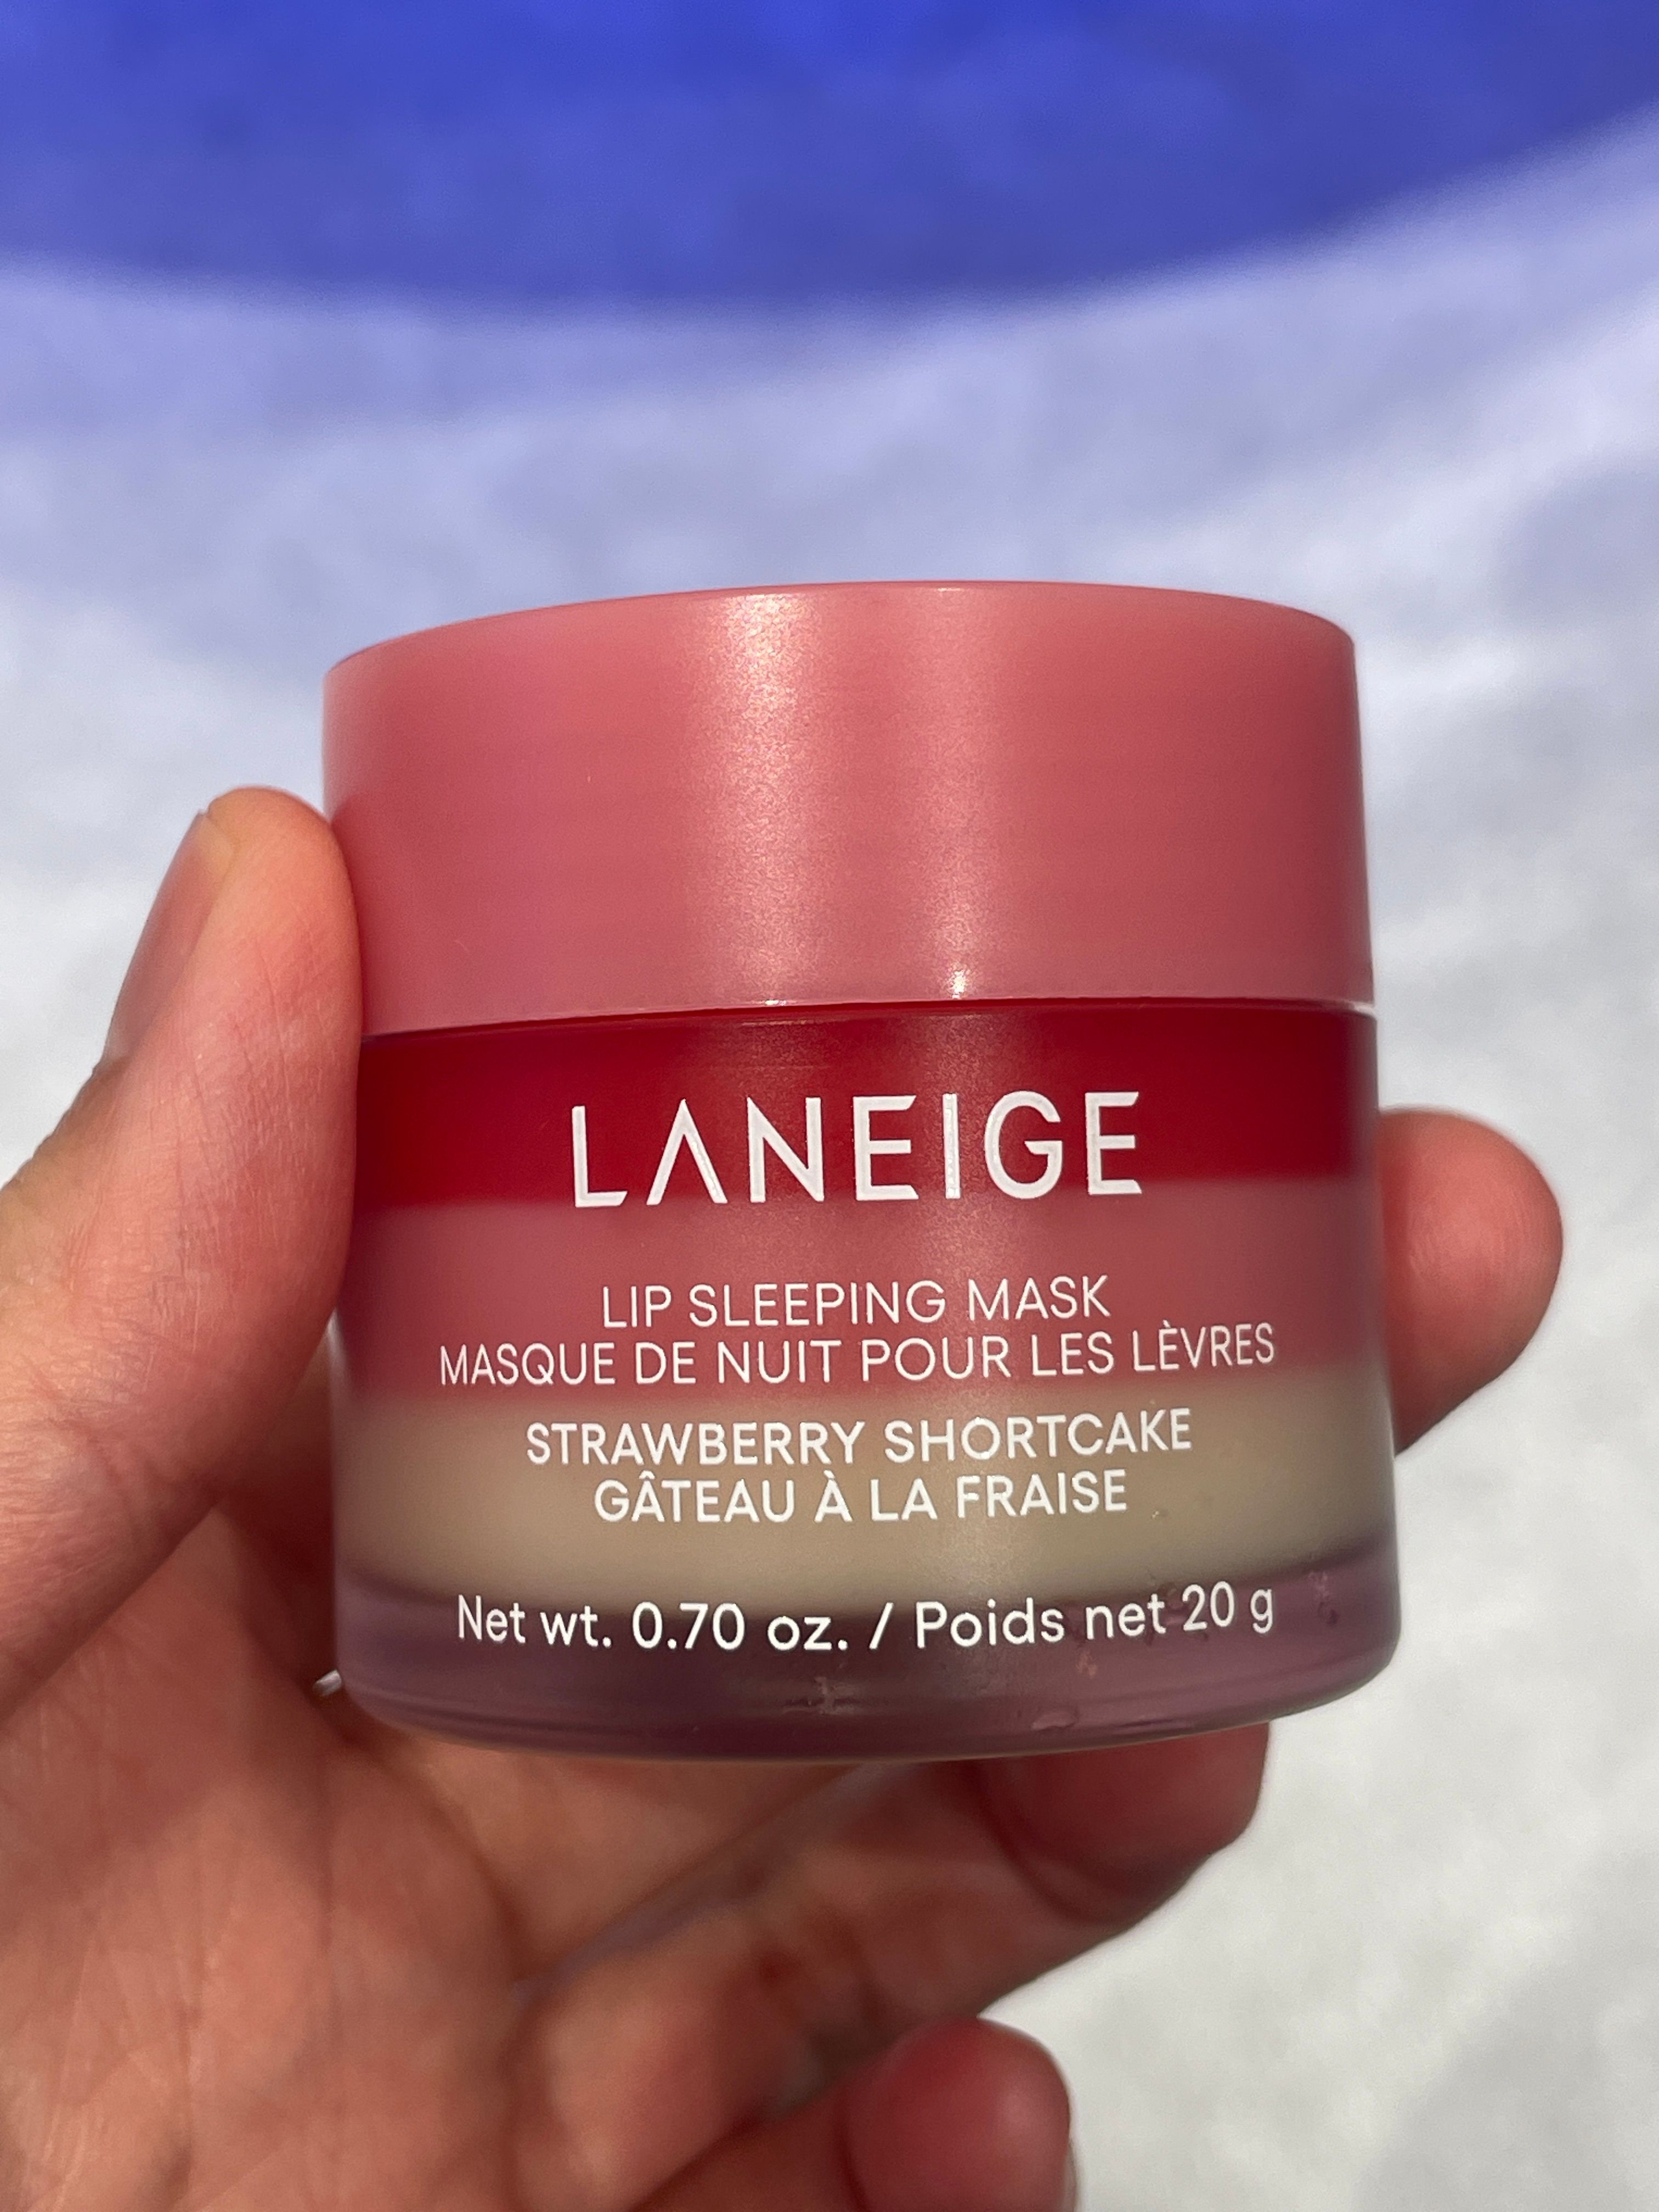 LANEIGE
LIP SLEEPING MASK
MASQUE DE NUIT POUR LES LÈVRES
STRAWBERRY SHORTCAKE
GÂTEAU À LA FRAISE
Net wt. 0.70 oz. / Poids net 20 g